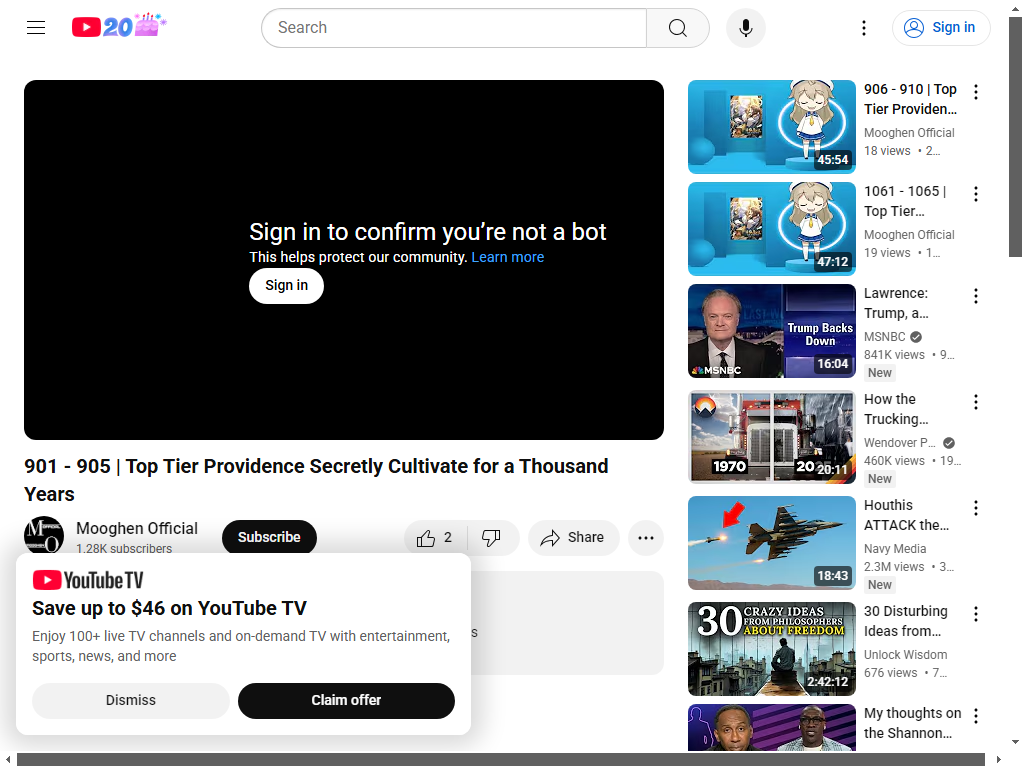 20
Search
Sign in
Sign in to confirm you’re not a bot
This helps protect our community. Learn more
Sign in
901 - 905 | Top Tier Providence Secretly Cultivate for a Thousand
Years
Mooghen Official
1.28K subscribers
Subscribe
2
Share
s
YouTubeTV
Save up to $46 on YouTube TV
Enjoy 100+ live TV channels and on-demand TV with entertainment,
sports, news, and more
Dismiss
Claim offer
45:54
906 - 910 | Top
Tier Providen...
Mooghen Official
18 views • 2...
47:12
1061 - 1065 |
Top Tier...
Mooghen Official
19 views • 1...
Trump Backs
Down
MSNBC
16:04
Lawrence:
Trump, a...
MSNBC
841K views • 9...
New
1970
20:11
How the
Trucking...
Wendover P...
460K views • 19...
New
18:43
Houthis
ATTACK the...
Navy Media
2.3M views • 3...
New
30 CRAZY IDEAS
FROM PHILOSOPHERS
ABOUT FREEDOM
2:42:12
30 Disturbing
Ideas from...
Unlock Wisdom
676 views • 7...
My thoughts on
the Shannon...